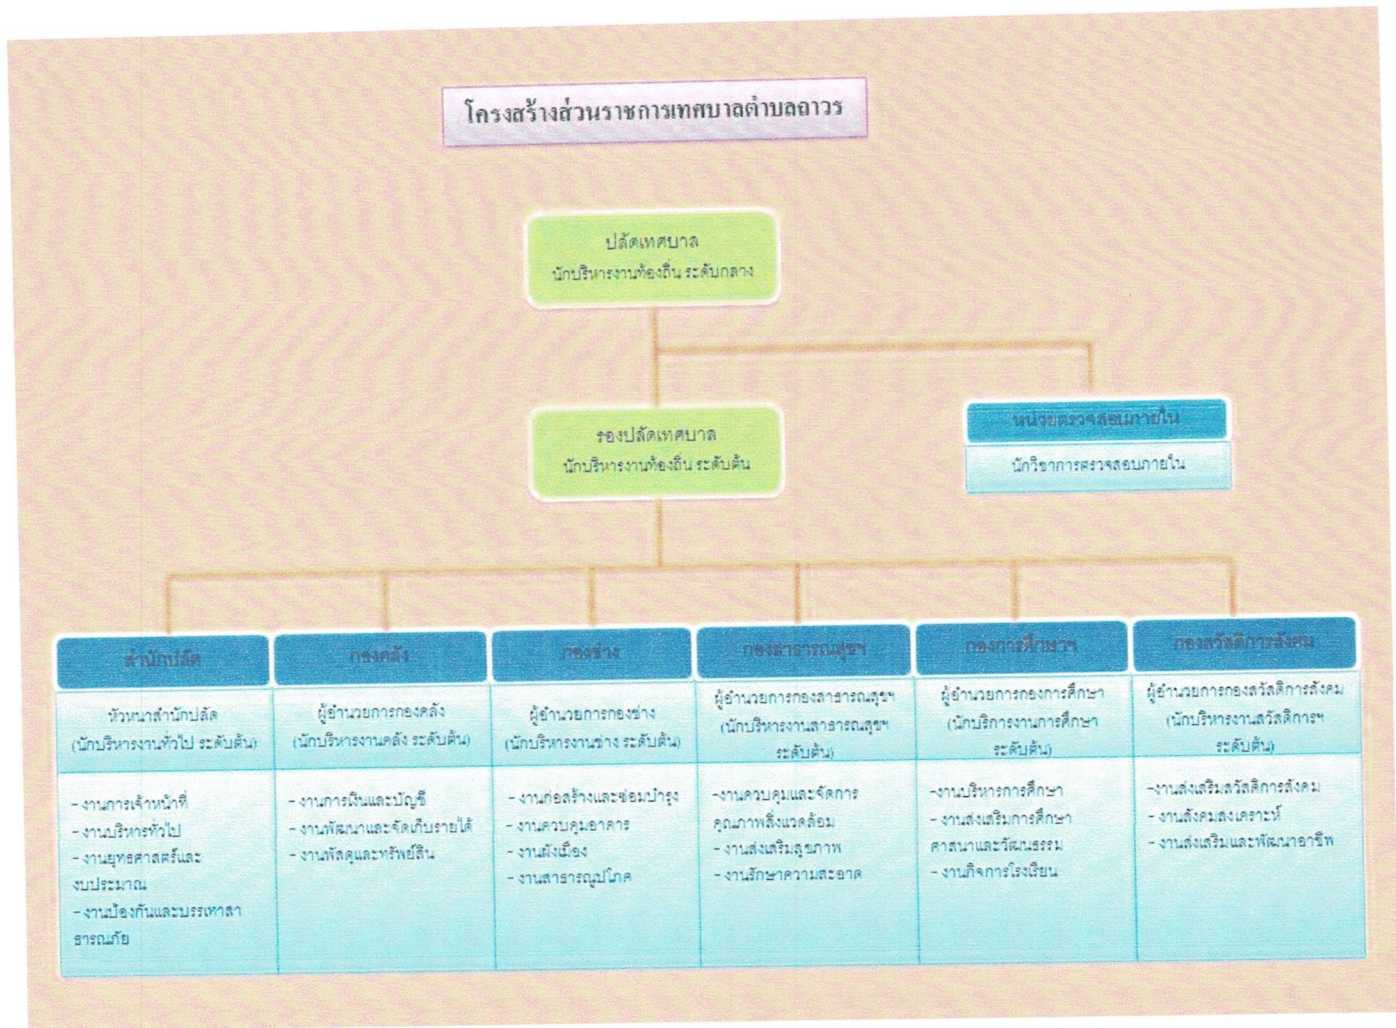 โครงสร้างส่วนราชการเทศบาลตำบลถาวร
ปลัดเทศบาล
นักบริหารงานท้องถิ่น ระดับกลาง
รองปลัดเทศบาล
นักบริหารงานท้องถิ่น ระดับต้น
หน่วยตรวจสอบภายใน
นักวิชาการตรวจสอบภายใน
สำนักปลัด
หัวหนาสำนักปลัด
(นักบริหารงานทั่วไป ระดับต้น)
- งานการเจ้าหน้าที่
- งานบริหารทั่วไป
- งานยุทธศาสตร์และ
งบประมาณ
- งานป้องกันและบรรเทาสา
ธารณภัย
กองคลัง
ผู้อำนวยการกองคลัง
(นักบริหารงานคลัง ระดับต้น)
- งานการเงินและบัญชี
- งานพัฒนาและจัดเก็บรายได้
- งานพัสดุและทรัพย์สิน
กองช่าง
ผู้อำนวยการกองช่าง
(นักบริหารงานช่าง ระดับต้น)
- งานก่อสร้างและซ่อมบำรุง
- งานควบคุมอาคาร
- งานผังเมือง
- งานสาธารณูปโภค
กองสาธารณสุขฯ
ผู้อำนวยการกองสาธารณสุขฯ
(นักบริหารงานสาธารณสุขฯ
ระดับต้น)
-งานควบคุมและจัดการ
คุณภาพสิ่งแวดล้อม
- งานส่งเสริมสุขภาพ
- งานรักษาความสะอาด
กองการศึกษาฯ
ผู้อำนวยการกองการศึกษา
(นักบริการงานการศึกษา
ระดับต้น)
-งานบริหารการศึกษา
- งานส่งเสริมการศึกษา
ศาสนาและวัฒนธรรม
- งานกิจการโรงเรียน
กองสวัสดิการสังคม
ผู้อำนวยการกองสวัสดิการสังคม
(นักบริหารงานสวัสดิการฯ
ระดับต้น)
-งานส่งเสริมสวัสดิการสังคม
- งานสังคมสงเคราะห์
- งานส่งเสริมและพัฒนาอาชีพ